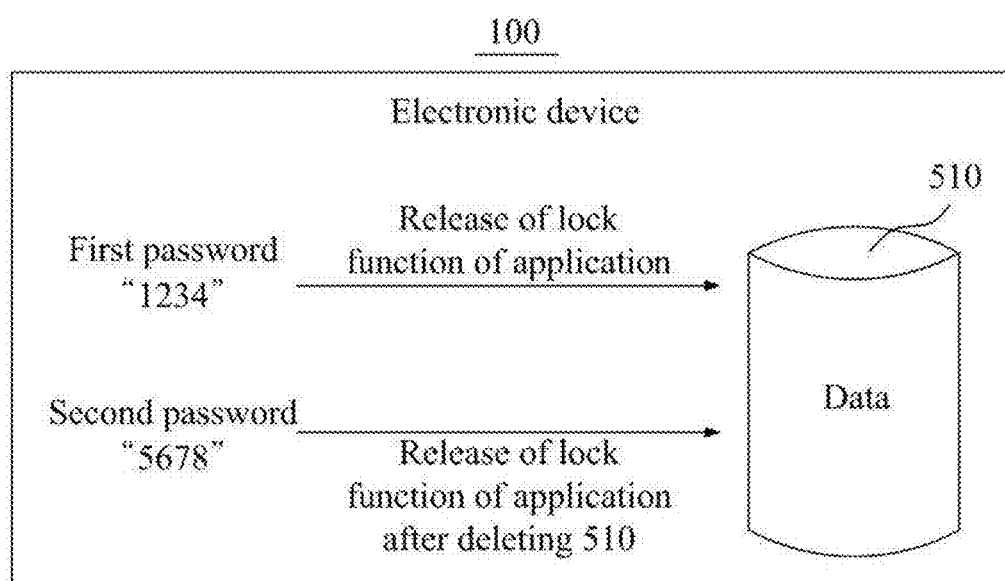 100
Electronic device
510
First password
“1234”
Release of lock
function of application
Data
Second password
“5678”
Release of lock
function of application
after deleting 510